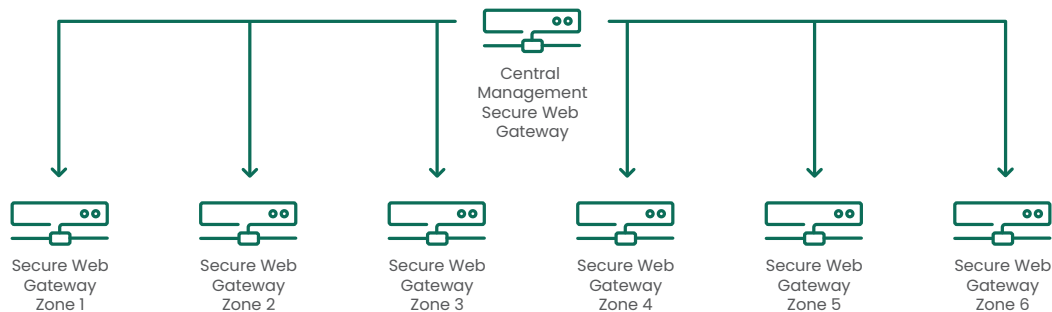 Central
Management
Secure Web
Gateway
Secure Web
Gateway
Zone 1
Secure Web
Gateway
Zone 2
Secure Web
Gateway
Zone 3
Secure Web
Gateway
Zone 4
Secure Web
Gateway
Zone 5
Secure Web
Gateway
Zone 6